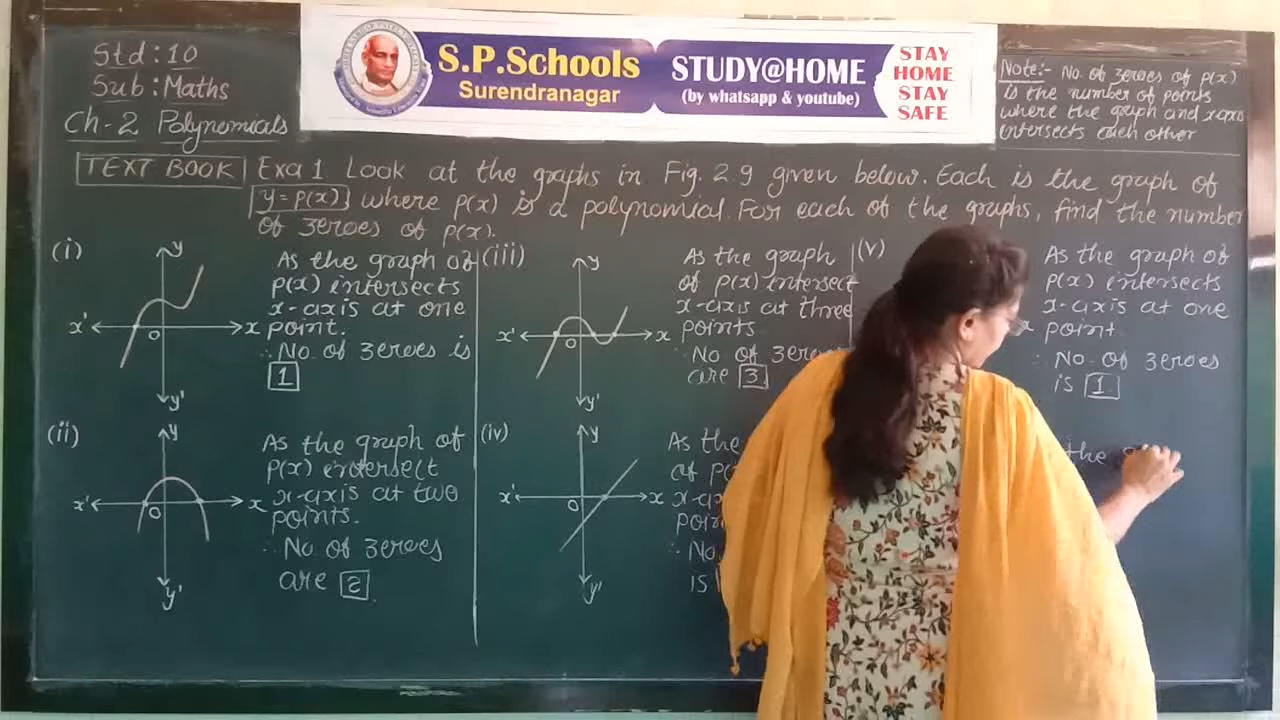 Std : 10
Sub : Maths
Ch-2 Polynomials
S.P.Schools
Surendranagar
STUDY@HOME
(by whatsapp & youtube)
STAY
HOME
STAY
SAFE
Note:- No. of zeroes of p(x)
is the number of points
where the graph and x-axis
intersects each other
TEXT BOOK Exa 1 Look at the graphs in Fig. 2.9 given below. Each is the graph of
y = p(x), where p(x) is a polynomial. For each of the graphs, find the number
of zeroes of p(x).
(i)
y
x'
O
x
y'
As the graph of
p(x) intersects
x-axis at one
point.
∴ No. of zeroes is
1
(ii)
y
x'
O
x
y'
As the graph of
p(x) intersect
x-axis at two
points.
∴ No. of zeroes
are 2.
(iii)
y
x'
O
x
y'
As the graph
of p(x) intersect
x-axis at three
points
∴ No of
are 3.
(iv)
y
x'
O
x
y'
As the
of
∴ No.
is
(v)
x
As the graph of
p(x) intersects
x-axis at one
point.
∴ No. of zeroes
is 1.
the